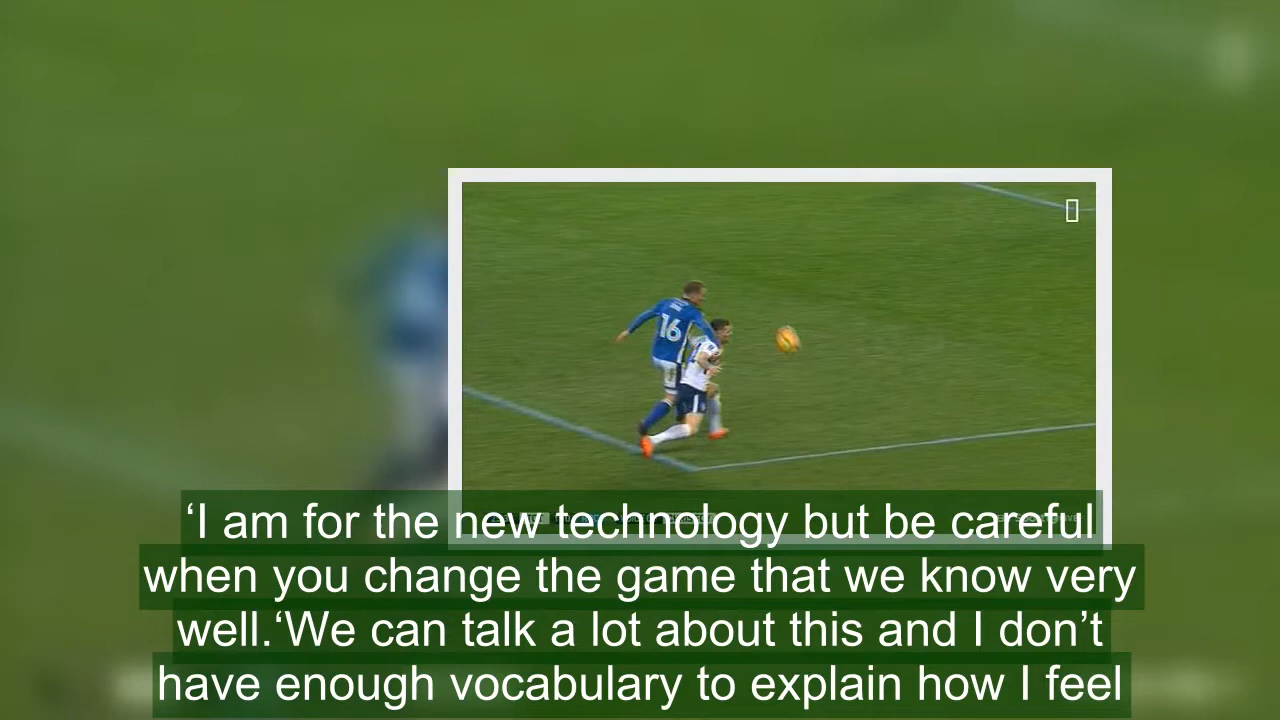 16
‘I am for the new technology but be careful
when you change the game that we know very
well.‘We can talk a lot about this and I don’t
have enough vocabulary to explain how I feel